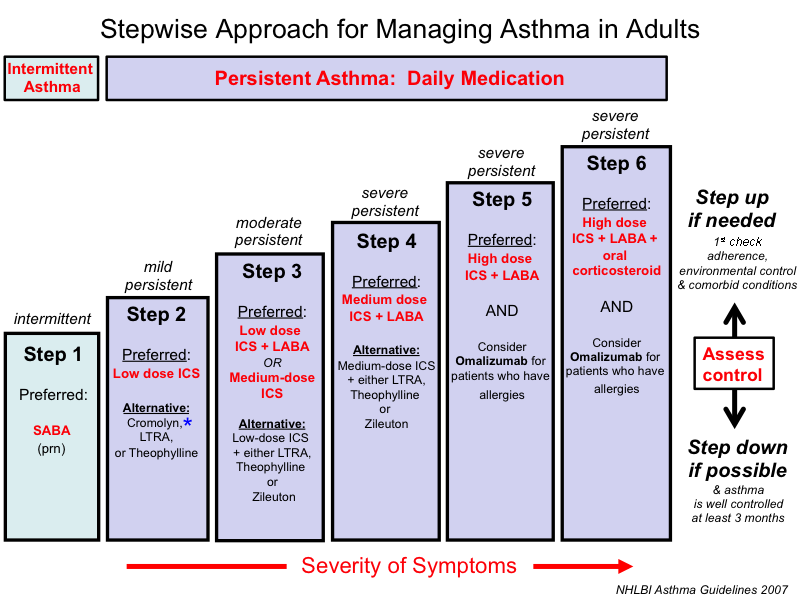 Stepwise Approach for Managing Asthma in Adults
Intermittent
Asthma
Persistent Asthma: Daily Medication
intermittent
Step 1
Preferred:
SABA
(prn)
mild
persistent
Step 2
Preferred:
Low dose ICS
Alternative:
Cromolyn,*
LTRA,
or Theophylline
moderate
persistent
Step 3
Preferred:
Low dose
ICS + LABA
OR
Medium-dose
ICS
Alternative:
Low-dose ICS
+ either LTRA,
Theophylline
or
Zileuton
severe
persistent
Step 4
Preferred:
Medium dose
ICS + LABA
Alternative:
Medium-dose ICS
+ either LTRA,
Theophylline
or
Zileuton
severe
persistent
Step 5
Preferred:
High dose
ICS + LABA
AND
Consider
Omalizumab for
patients who have
allergies
severe
persistent
Step 6
Preferred:
High dose
ICS + LABA +
oral
corticosteroid
AND
Consider
Omalizumab for
patients who have
allergies
Step up
if needed
1st check
adherence,
environmental control
& comorbid conditions
Assess
control
Step down
if possible
& asthma
is well controlled
at least 3 months
Severity of Symptoms
NHLBI Asthma Guidelines 2007